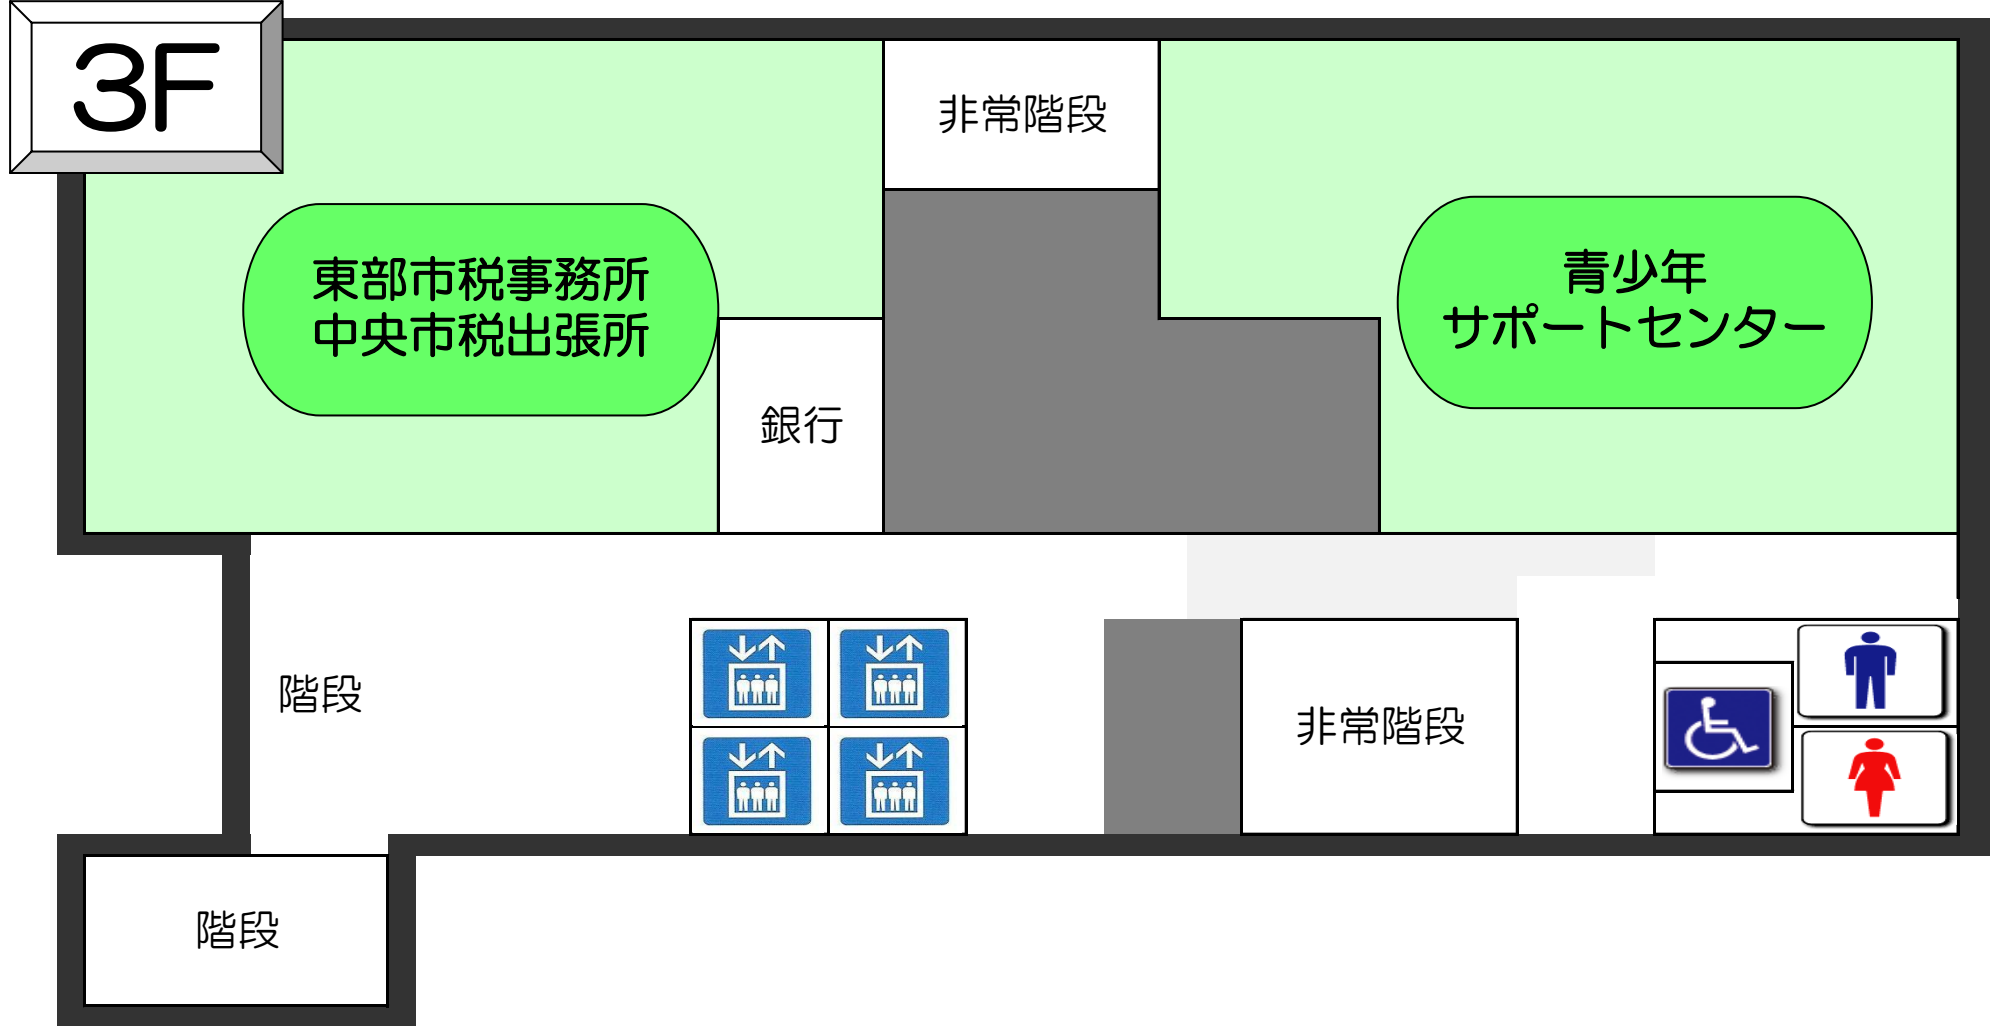 3F
非常階段
東部市税事務所
中央市税出張所
青少年
サポートセンター
銀行
階段
非常階段
階段